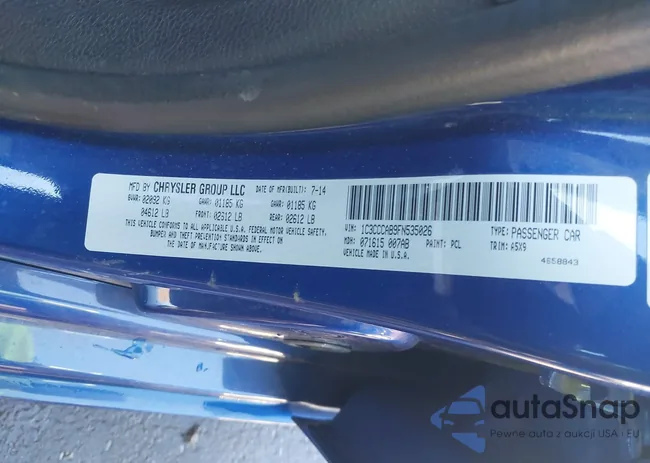 MFD BY CHRYSLER GROUP LLC DATE OF MFR(BUILT): 7-14
GVWR: 02092 KG GAWR: 01185 KG GAWR: 01185 KG
04612 LB FRONT: 02612 LB REAR: 02612 LB
THIS VEHICLE CONFORMS TO ALL APPLICABLE U.S.A. FEDERAL MOTOR VEHICLE SAFETY,
BUMPER AND THEFT PREVENTION STANDARDS IN EFFECT ON
THE DATE OF MANUFACTURE SHOWN ABOVE.
VIN: 1C3CCCAB9FN535026 TYPE: PASSENGER CAR
MDH: 071615 007AB PAINT: PCL TRIM: A5X9
VEHICLE MADE IN U.S.A. 4658843
autaSnap
Pewne auta z aukcji USA i EU